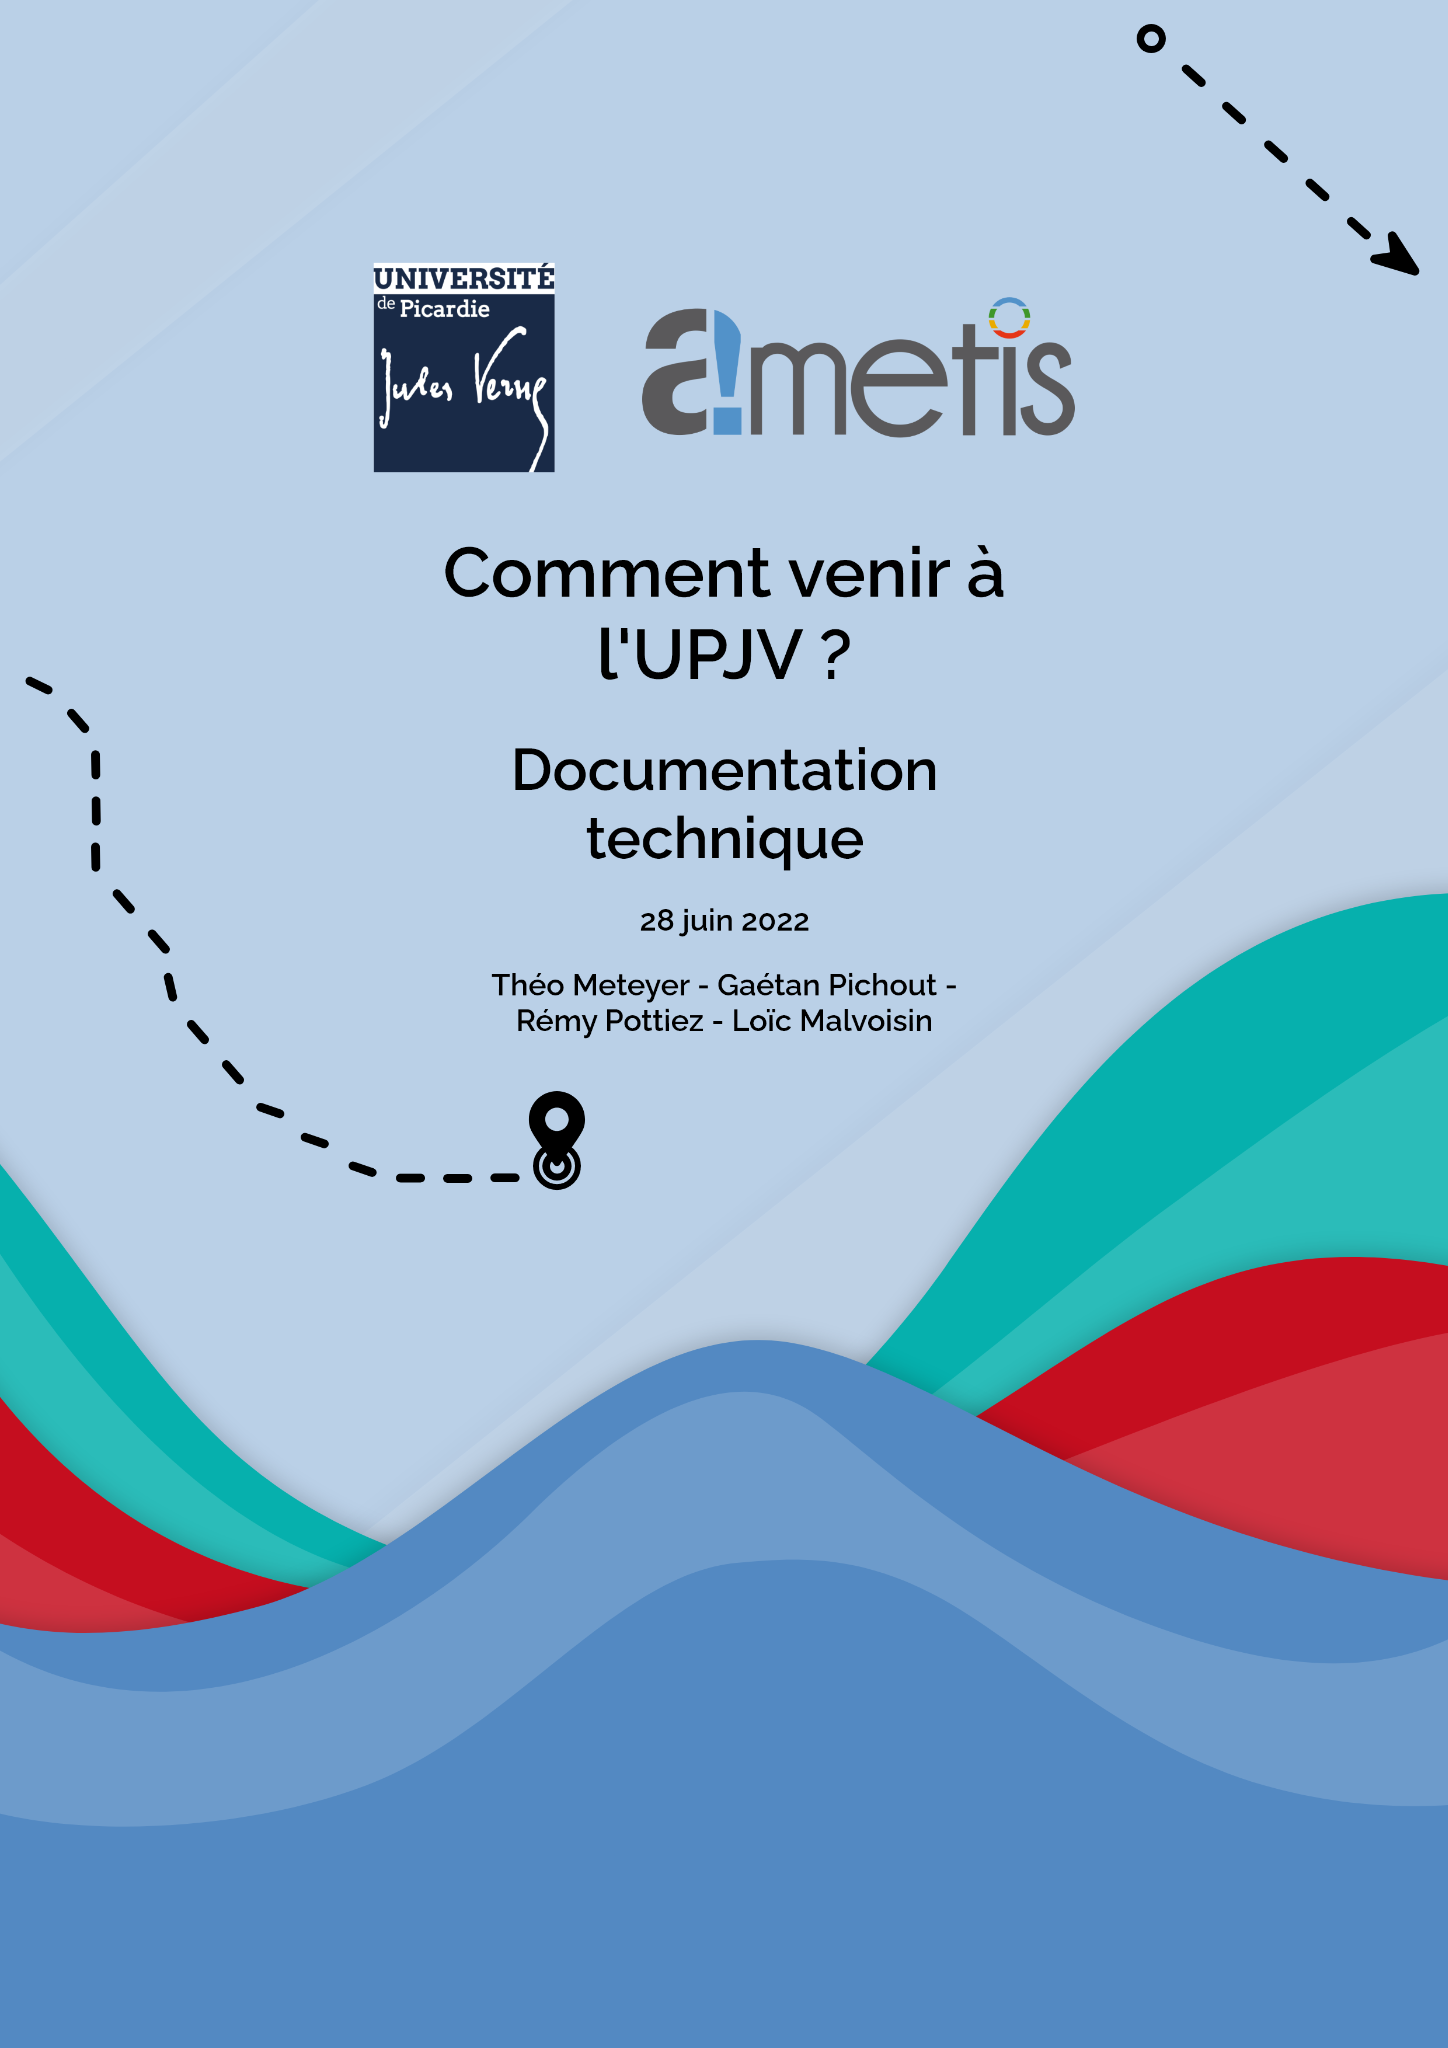 UNIVERSITÉ
de Picardie
Jules Verne
a!metis
Comment venir à
l'UPJV ?
Documentation
technique
28 juin 2022
Théo Meteyer - Gaétan Pichout -
Rémy Pottiez - Loïc Malvoisin